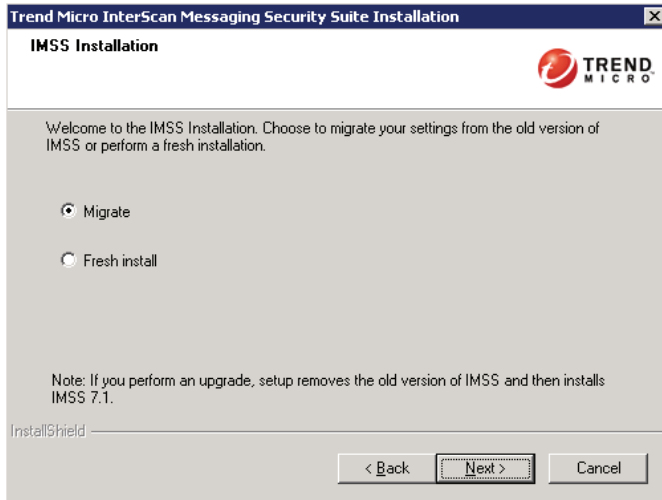 Trend Micro InterScan Messaging Security Suite Installation
IMSS Installation
TREND
MICRO
Welcome to the IMSS Installation. Choose to migrate your settings from the old version of
IMSS or perform a fresh installation.
Migrate
Fresh install
Note: If you perform an upgrade, setup removes the old version of IMSS and then installs
IMSS 7.1.
InstallShield
< Back
Next >
Cancel